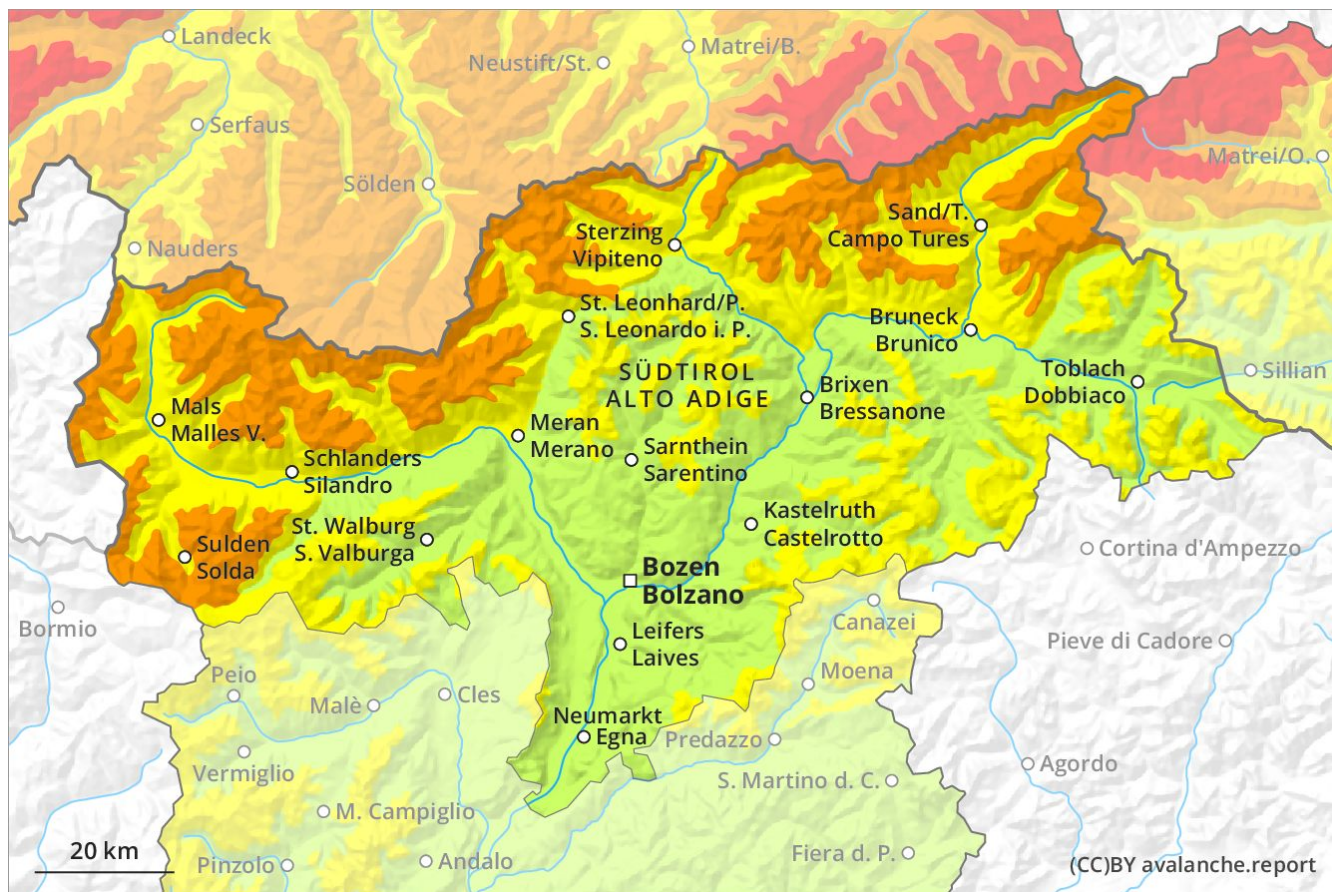 Landeck
Neustift/St.
Matrei/B.
Serfaus
Sölden
Matrei/O.
Nauders
Sterzing
Vipiteno
Sand/T.
Campo Tures
St. Leonhard/P.
S. Leonardo i. P.
Bruneck
Brunico
SÜDTIROL
ALTO ADIGE
Brixen
Bressanone
Toblach
Dobbiaco
Sillian
Mals
Malles V.
Meran
Merano
Sarnthein
Sarentino
Schlanders
Silandro
Kastelruth
Castelrotto
St. Walburg
S. Valburga
Sulden
Solda
Cortina d'Ampezzo
Bozen
Bolzano
Bormio
Leifers
Laives
Canazei
Pieve di Cadore
Peio
Malè
Cles
Moena
Neumarkt
Egna
Predazzo
Vermiglio
S. Martino d. C.
Agordo
M. Campiglio
20 km
Pinzolo
Andalo
Fiera d. P.
(CC)BY avalanche.report